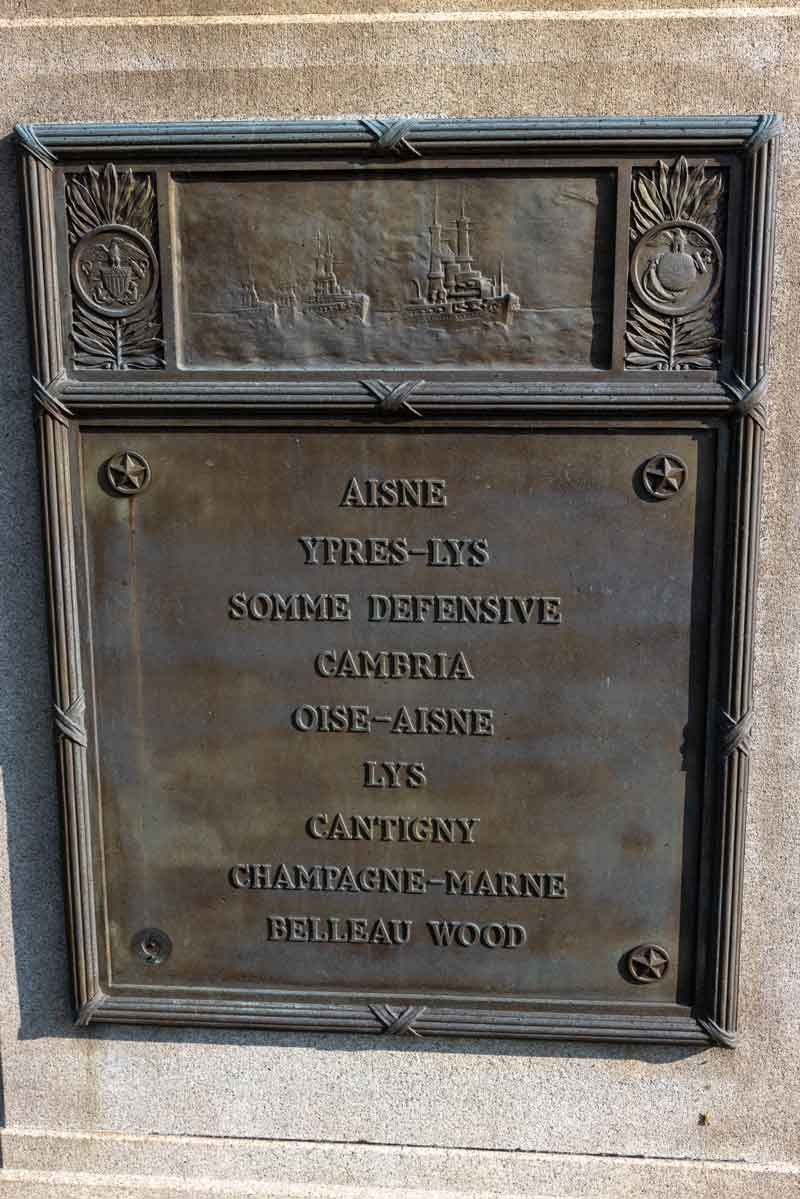 AISNE
YPRES-LYS
SOMME DEFENSIVE
CAMBRIA
OISE-AISNE
LYS
CANTIGNY
CHAMPAGNE-MARNE
BELLEAU WOOD